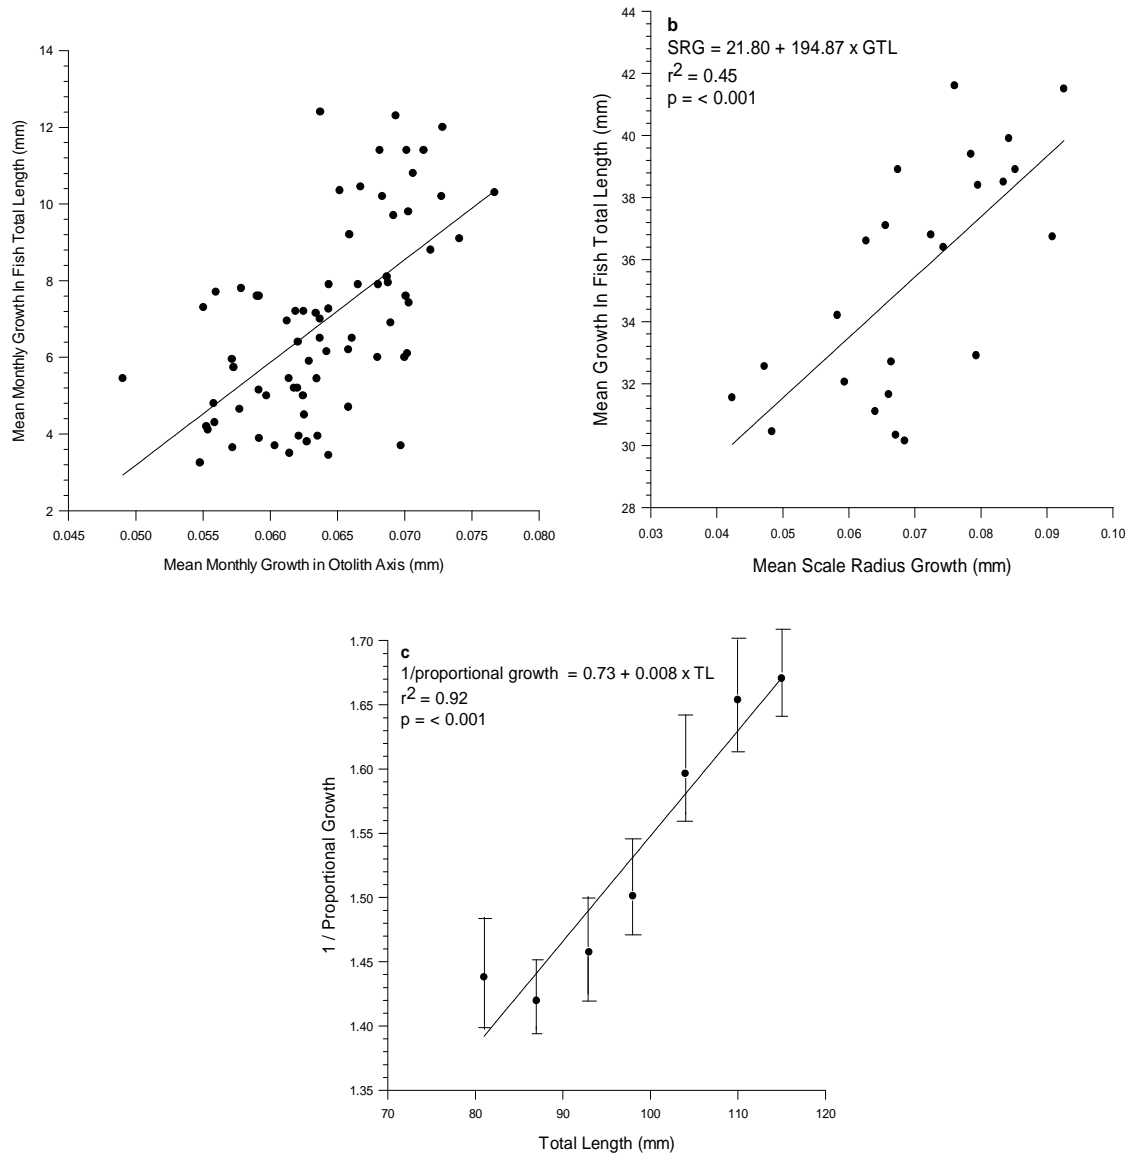 14
12
10
8
6
4
2
0.045 0.050 0.055 0.060 0.065 0.070 0.075 0.080
Mean Monthly Growth in Otolith Axis (mm)
Mean Monthly Growth In Fish Total Length (mm)
b
SRG = 21.80 + 194.87 x GTL
r2 = 0.45
p = < 0.001
44
42
40
38
36
34
32
30
28
0.03 0.04 0.05 0.06 0.07 0.08 0.09 0.10
Mean Scale Radius Growth (mm)
Mean Growth In Fish Total Length (mm)
c
1/proportional growth = 0.73 + 0.008 x TL
r2 = 0.92
p = < 0.001
1.70
1.65
1.60
1.55
1.50
1.45
1.40
1.35
70 80 90 100 110 120
Total Length (mm)
1 / Proportional Growth